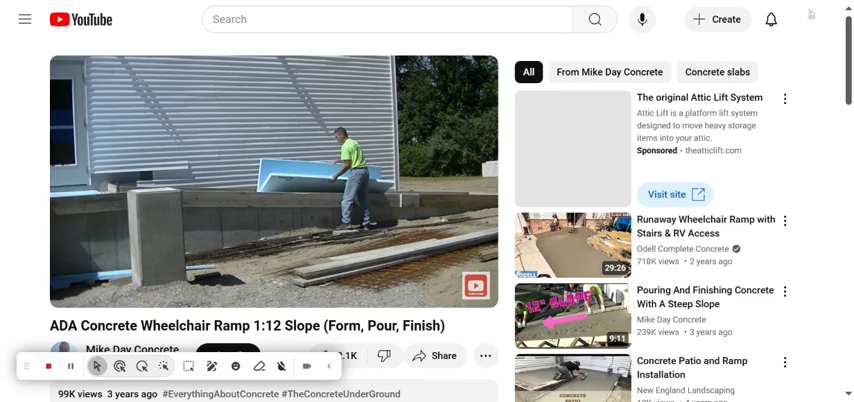 YouTube
Search
Create
All
From Mike Day Concrete
Concrete slabs
The original Attic Lift System
Attic Lift is a platform lift system
designed to move heavy storage
items into your attic.
Sponsored · theatticlift.com
Visit site
Runaway Wheelchair Ramp with
Stairs & RV Access
Odell Complete Concrete
718K views • 2 years ago
29:26
Pouring And Finishing Concrete
With A Steep Slope
Mike Day Concrete
239K views • 3 years ago
12" SLOPE
9:11
Concrete Patio and Ramp
Installation
New England Landscaping
CONCRETE
SUBSCRIBE
ADA Concrete Wheelchair Ramp 1:12 Slope (Form, Pour, Finish)
Mike Day Concrete
Share
99K views 3 years ago #EverythingAboutConcrete #TheConcreteUnderGround